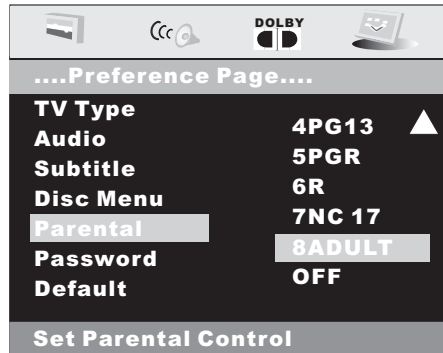 DOLBY
....Preference Page....
TV Type
Audio
Subtitle
Disc Menu
Parental
Password
Default
4PG13
5PGR
6R
7NC 17
8ADULT
OFF
Set Parental Control